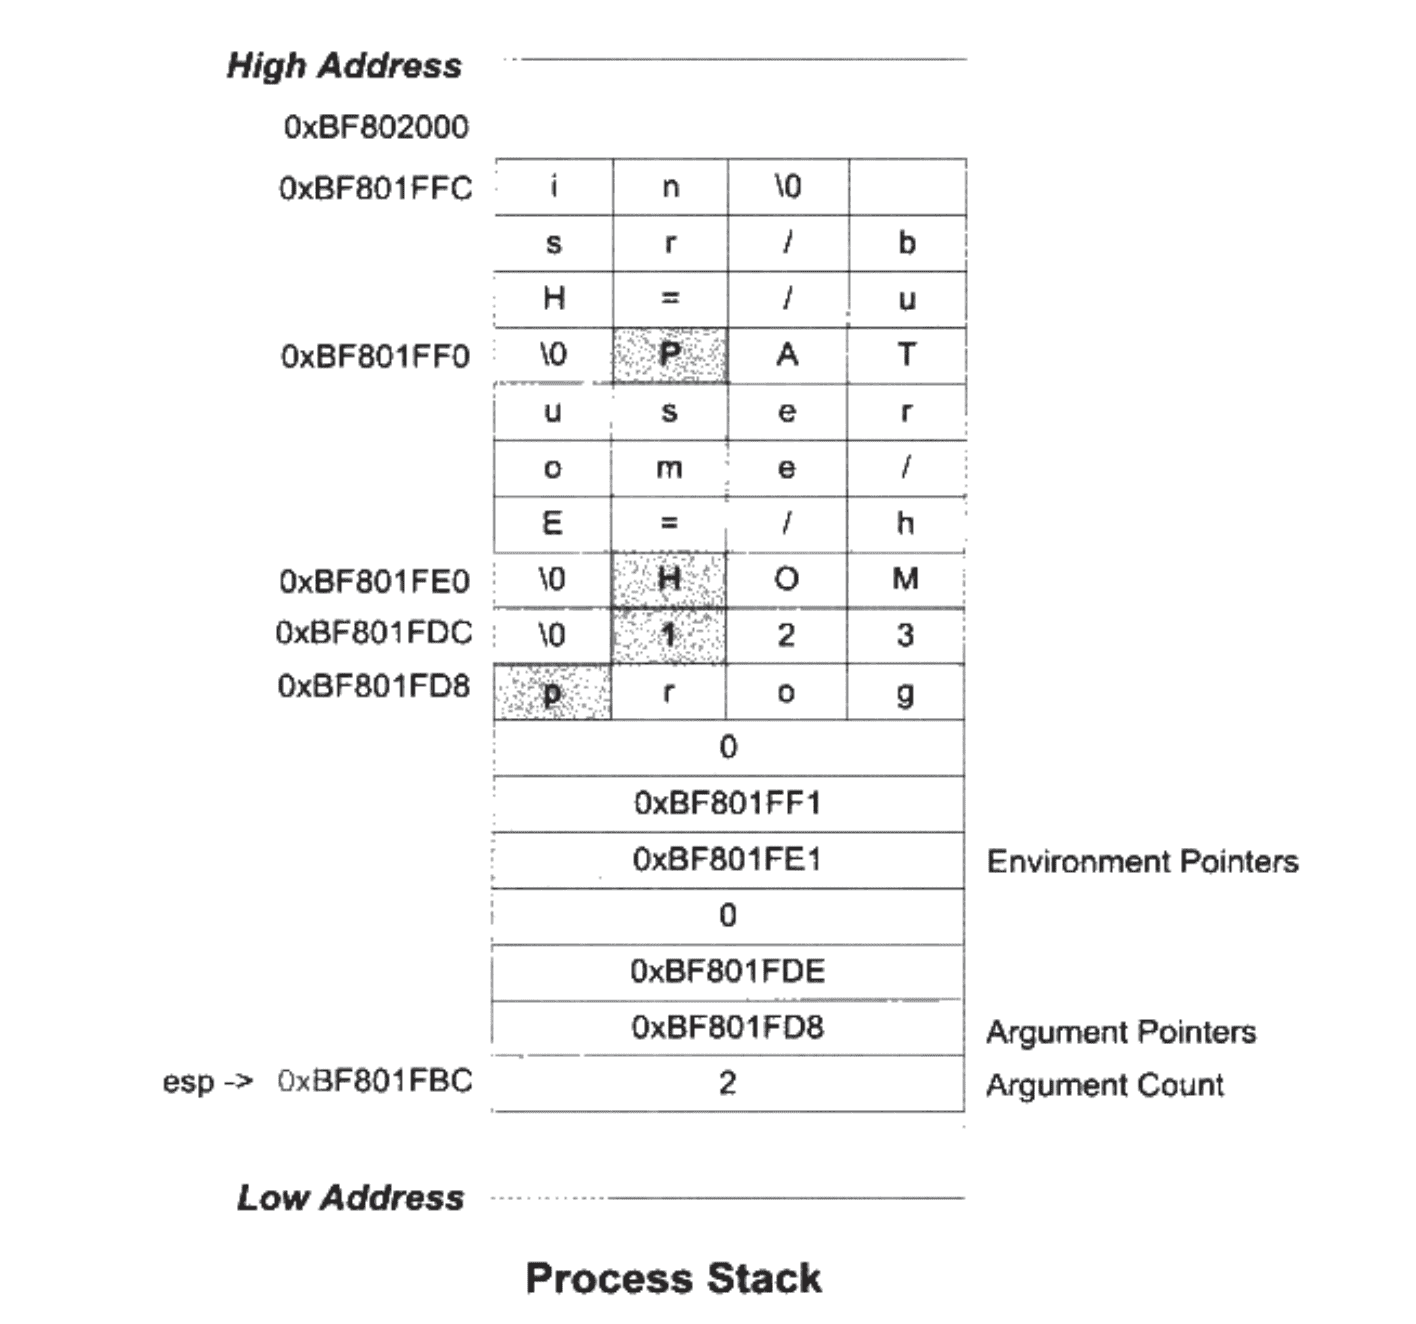 High Address
0xBF802000
0xBF801FFC i n \0
s r / b
H = / u
0xBF801FF0 \0 P A T
u s e r
o m e /
E = / h
0xBF801FE0 \0 H O M
0xBF801FDC \0 1 2 3
0xBF801FD8 p r o g
0
0xBF801FF1
0xBF801FE1 Environment Pointers
0
0xBF801FDE
0xBF801FD8 Argument Pointers
esp -> 0xBF801FBC 2 Argument Count
Low Address
Process Stack